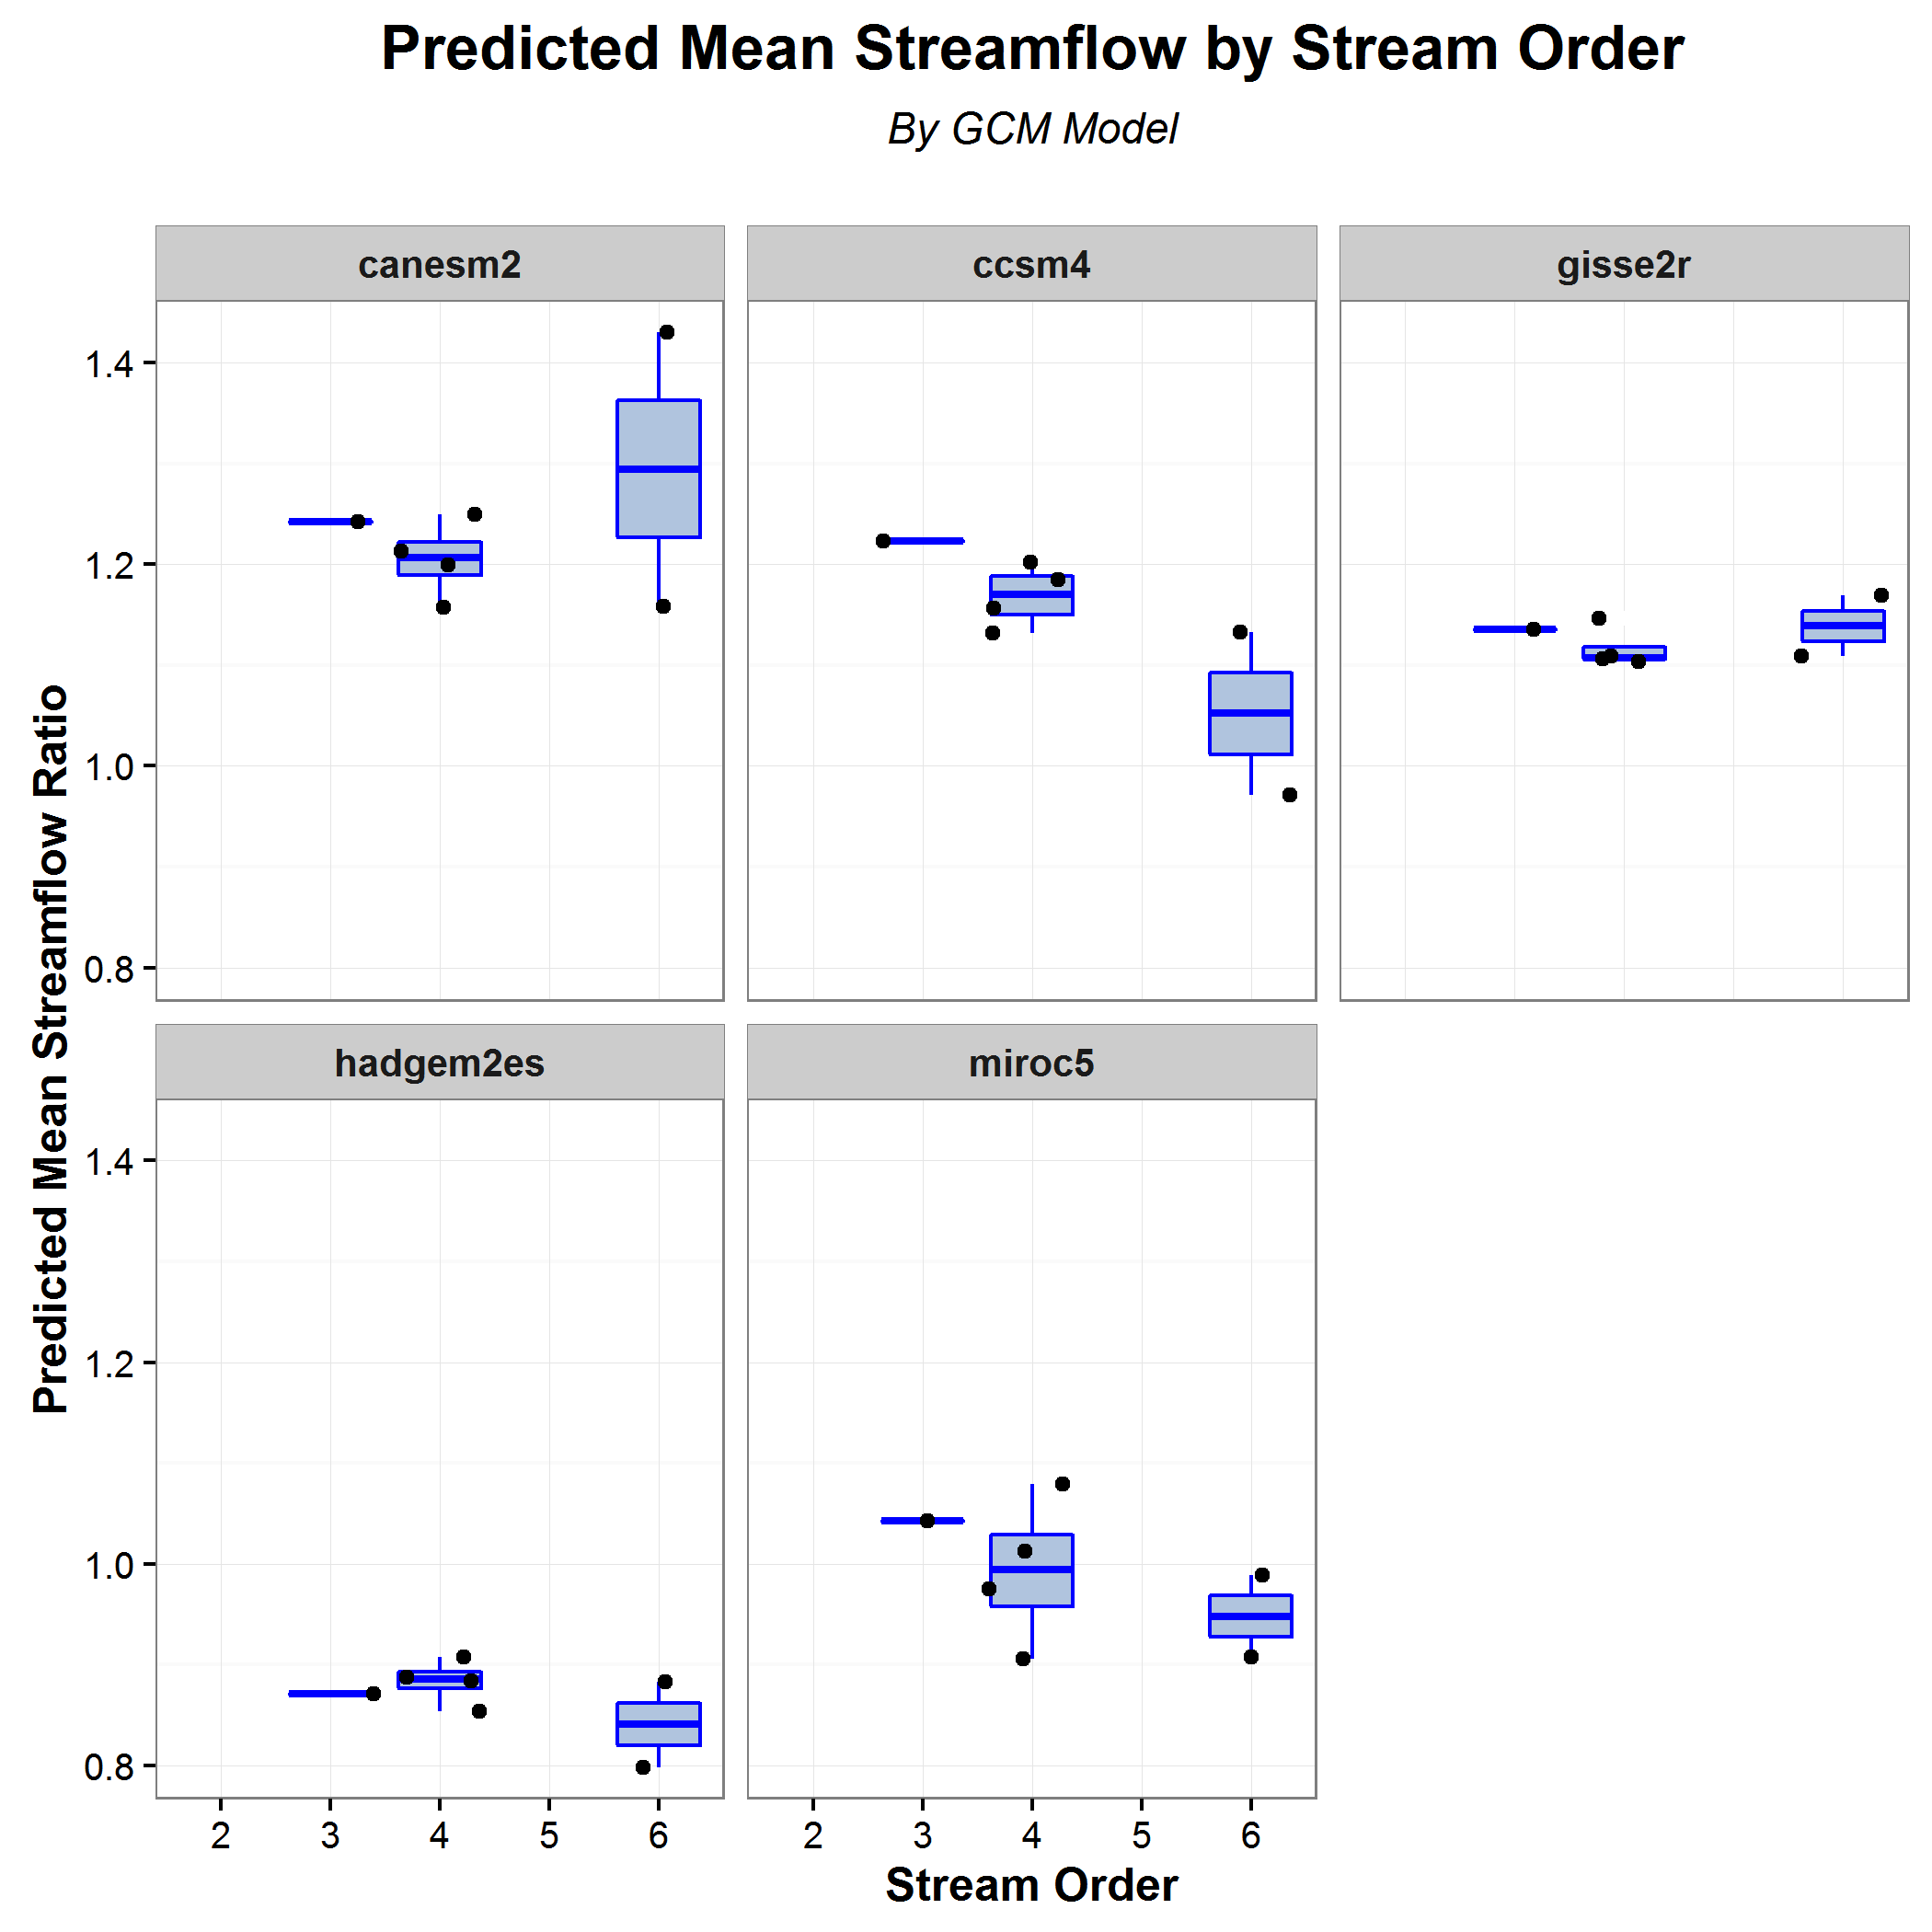 Predicted Mean Streamflow by Stream Order
By GCM Model
canesm2
ccsm4
gisse2r
1.4
1.2
1.0
0.8
Predicted Mean Streamflow Ratio
hadgem2es
miroc5
1.4
1.2
1.0
0.8
2 3 4 5 6
2 3 4 5 6
Stream Order